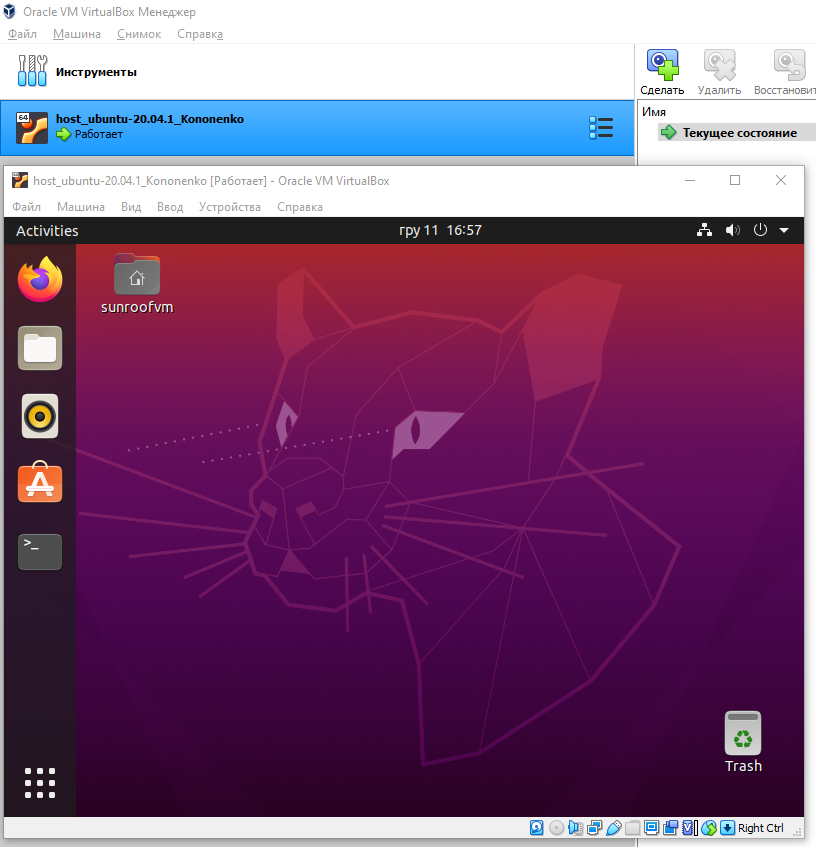 Oracle VM VirtualBox Менеджер
Файл Машина Снимок Справка
Инструменты
Сделать Удалить Восстановит
64
host_ubuntu-20.04.1_Kononenko
Работает
Имя
Текущее состояние
host_ubuntu-20.04.1_Kononenko [Работает] - Oracle VM VirtualBox
Файл Машина Вид Ввод Устройства Справка
Activities гру 11 16:57
sunroofvm
>_
Trash
Right Ctrl